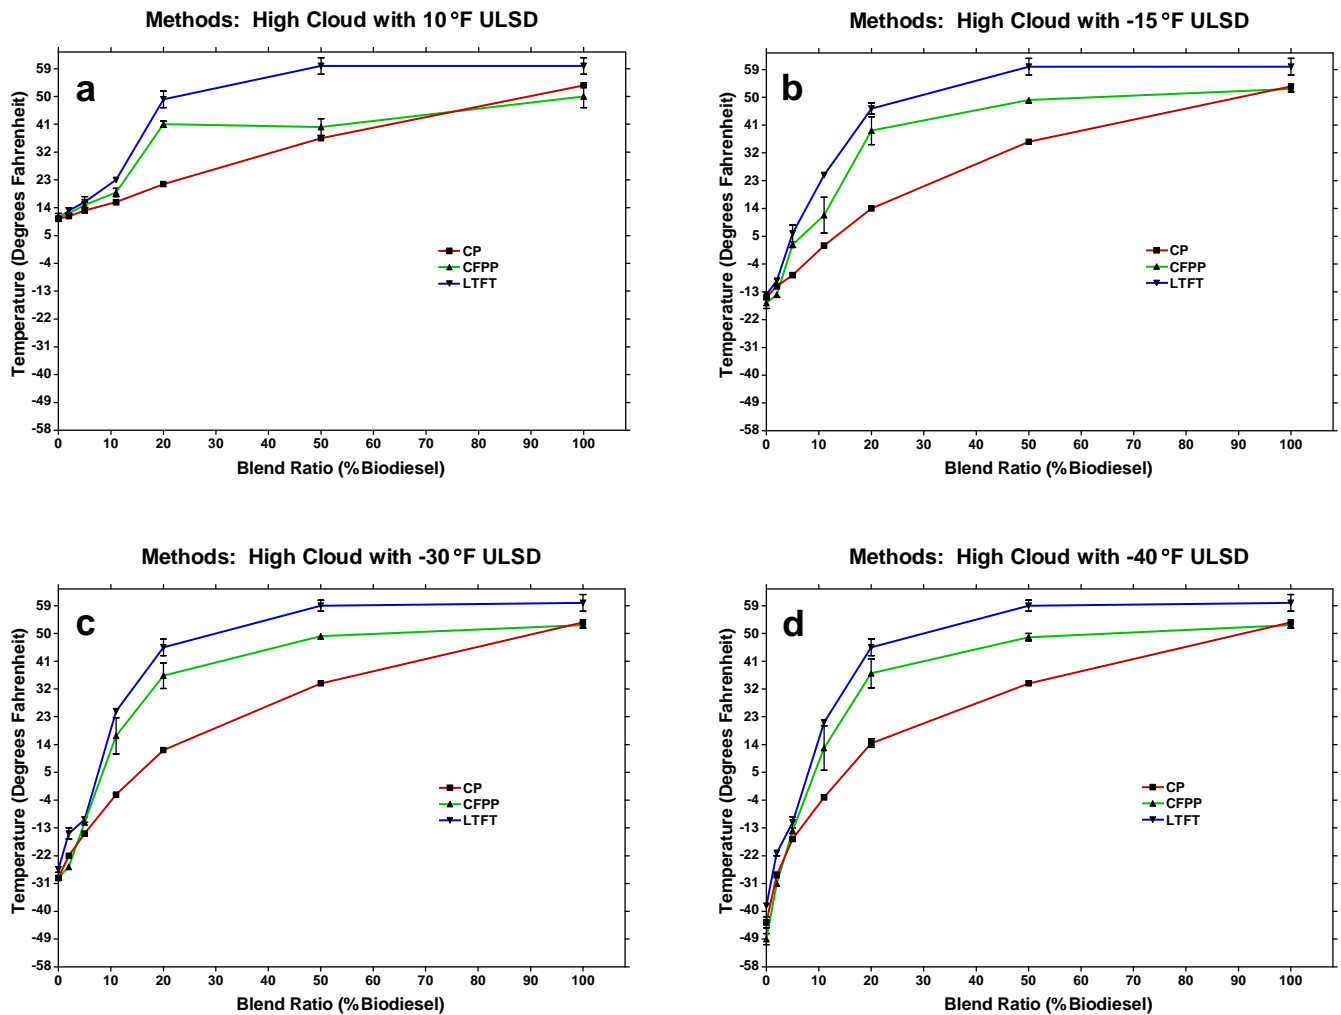 Methods: High Cloud with 10°F ULSD
a
Temperature (Degrees Fahrenheit)
59
50
41
32
23
14
5
-4
-13
-22
-31
-40
-49
-58
CP
CFPP
LTFT
0 10 20 30 40 50 60 70 80 90 100
Blend Ratio (%Biodiesel)
Methods: High Cloud with -15°F ULSD
b
Temperature (Degrees Fahrenheit)
59
50
41
32
23
14
5
-4
-13
-22
-31
-40
-49
-58
CP
CFPP
LTFT
0 10 20 30 40 50 60 70 80 90 100
Blend Ratio (%Biodiesel)
Methods: High Cloud with -30°F ULSD
c
Temperature (Degrees Fahrenheit)
59
50
41
32
23
14
5
-4
-13
-22
-31
-40
-49
-58
CP
CFPP
LTFT
0 10 20 30 40 50 60 70 80 90 100
Blend Ratio (%Biodiesel)
Methods: High Cloud with -40°F ULSD
d
Temperature (Degrees Fahrenheit)
59
50
41
32
23
14
5
-4
-13
-22
-31
-40
-49
-58
CP
CFPP
LTFT
0 10 20 30 40 50 60 70 80 90 100
Blend Ratio (%Biodiesel)